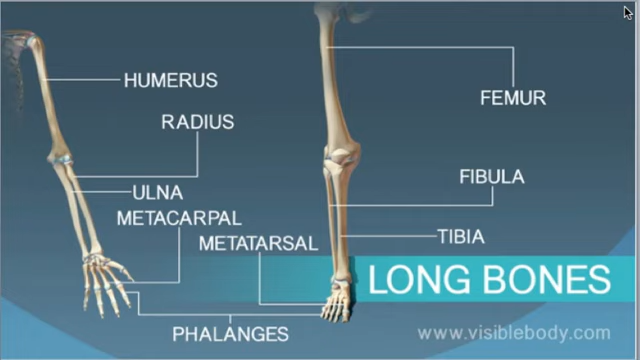 HUMERUS
FEMUR
RADIUS
FIBULA
ULNA
METACARPAL
METATARSAL
TIBIA
LONG BONES
PHALANGES
www.visiblebody.com